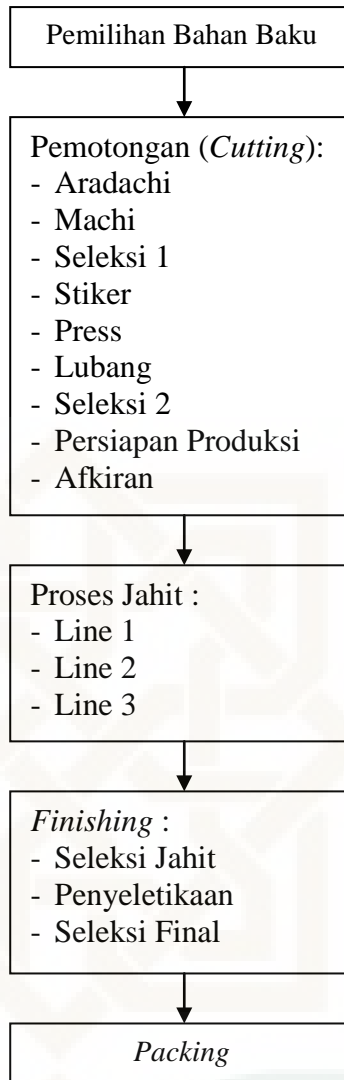 Pemilihan Bahan Baku
Pemotongan (Cutting):
- Aradachi
- Machi
- Seleksi 1
- Stiker
- Press
- Lubang
- Seleksi 2
- Persiapan Produksi
- Afkiran
Proses Jahit :
- Line 1
- Line 2
- Line 3
Finishing :
- Seleksi Jahit
- Penyeletikaan
- Seleksi Final
Packing